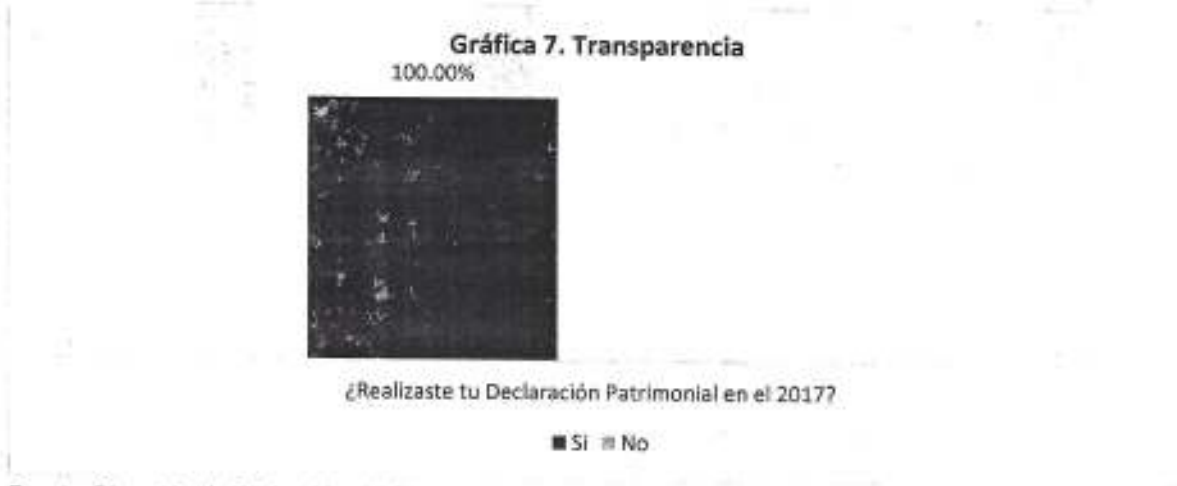 Gráfica 7. Transparencia
100.00%
¿Realizaste tu Declaración Patrimonial en el 2017?
Si No